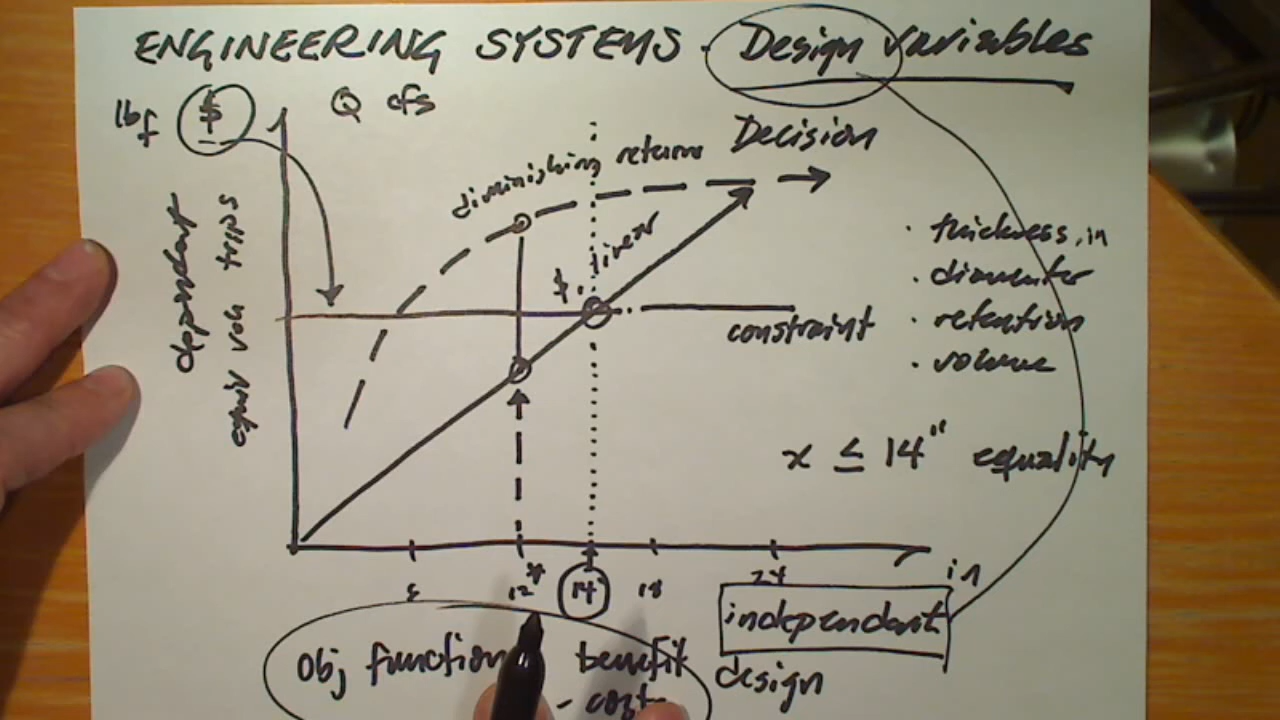 ENGINEERING SYSTEMS. Design variables
lbf $ Q cfs
Decision
diminishing returns
linear
$.
dependent
equiv veh trips
constraint
• thickness, in
• diameter
• retention
• volume
x ≤ 14" equality
12* 14 18 24 in
independent
design
Obj function benefit
- cost